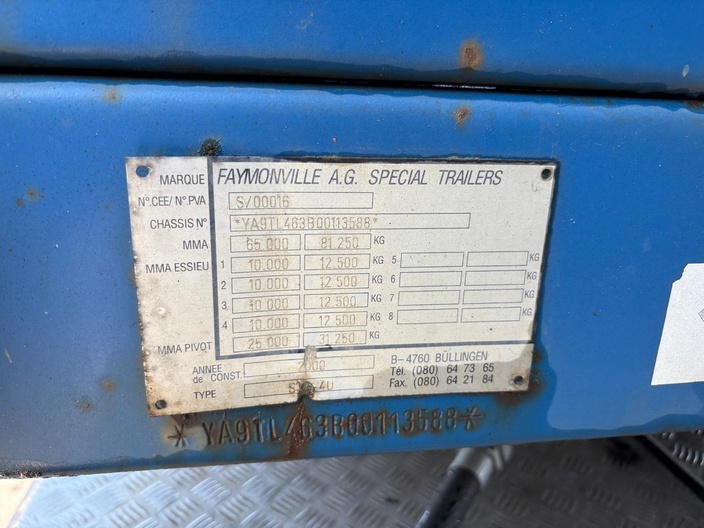 MARQUE FAYMONVILLE A.G. SPECIAL TRAILERS
N°.CEE/ N°.PVA S/00016
CHASSIS N° *YA9TL463B00113588*
MMA 65.000 81.250 KG
MMA ESSIEU 1 10.000 12.500 KG 5 KG
2 10.000 12.500 KG 6 KG
3 10.000 12.500 KG 7 KG
4 10.000 12.500 KG 8 KG
MMA PIVOT 25.000 31.250 KG
ANNEE de CONST. 2000
TYPE 4U
B-4760 BÜLLINGEN
Tél. (080) 64 73 65
Fax. (080) 64 21 84
*YA9TL463B00113588*